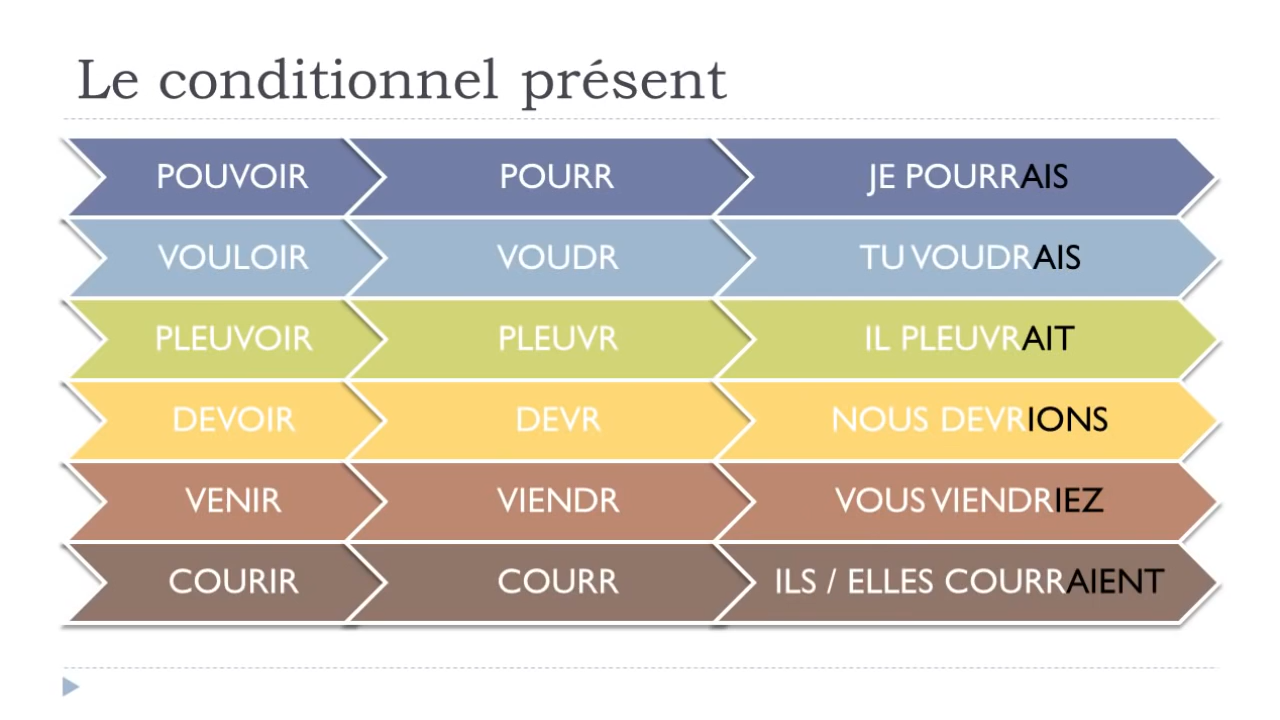 Le conditionnel présent
POUVOIR POURR JE POURRAIS
VOULOIR VOUDR TU VOUDRAIS
PLEUVOIR PLEUVR IL PLEUVRAIT
DEVOIR DEVR NOUS DEVRIONS
VENIR VIENDR VOUS VIENDRIEZ
COURIR COURR ILS / ELLES COURRAIENT